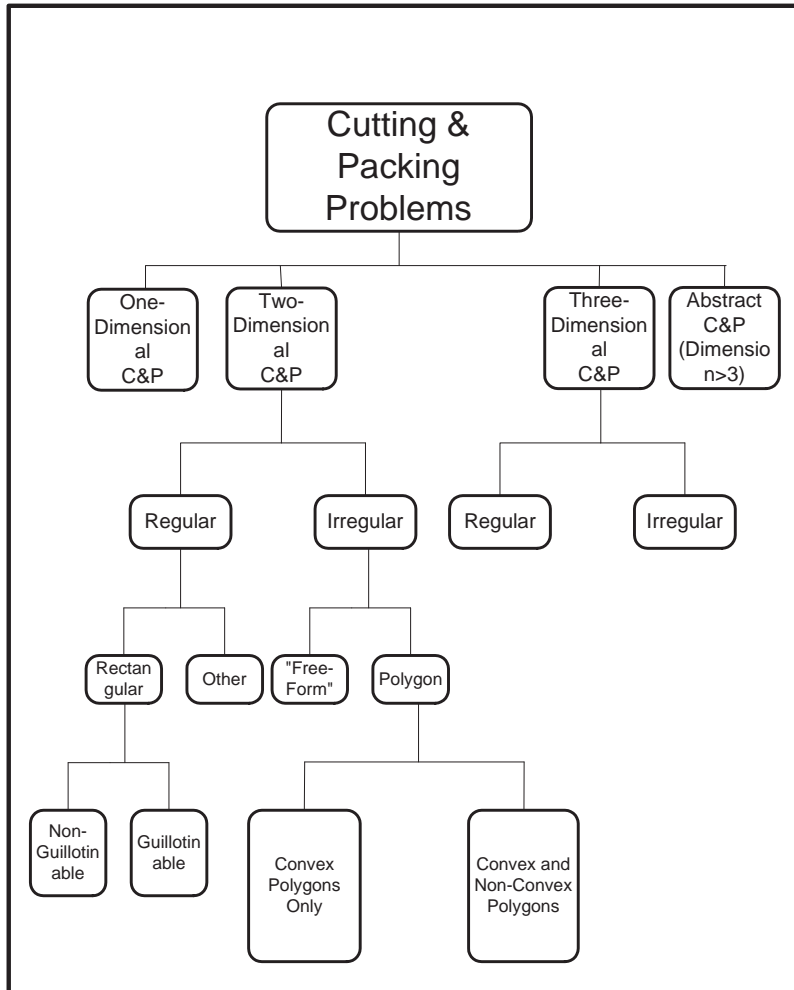 Cutting &
Packing
Problems
One-
Dimension
al
C&P
Two-
Dimension
al
C&P
Three-
Dimension
al
C&P
Abstract
C&P
(Dimensio
n>3)
Regular
Irregular
Regular
Irregular
Rectan
gular
Other
"Free-
Form"
Polygon
Non-
Guillotin
able
Guillotin
able
Convex
Polygons
Only
Convex and
Non-Convex
Polygons